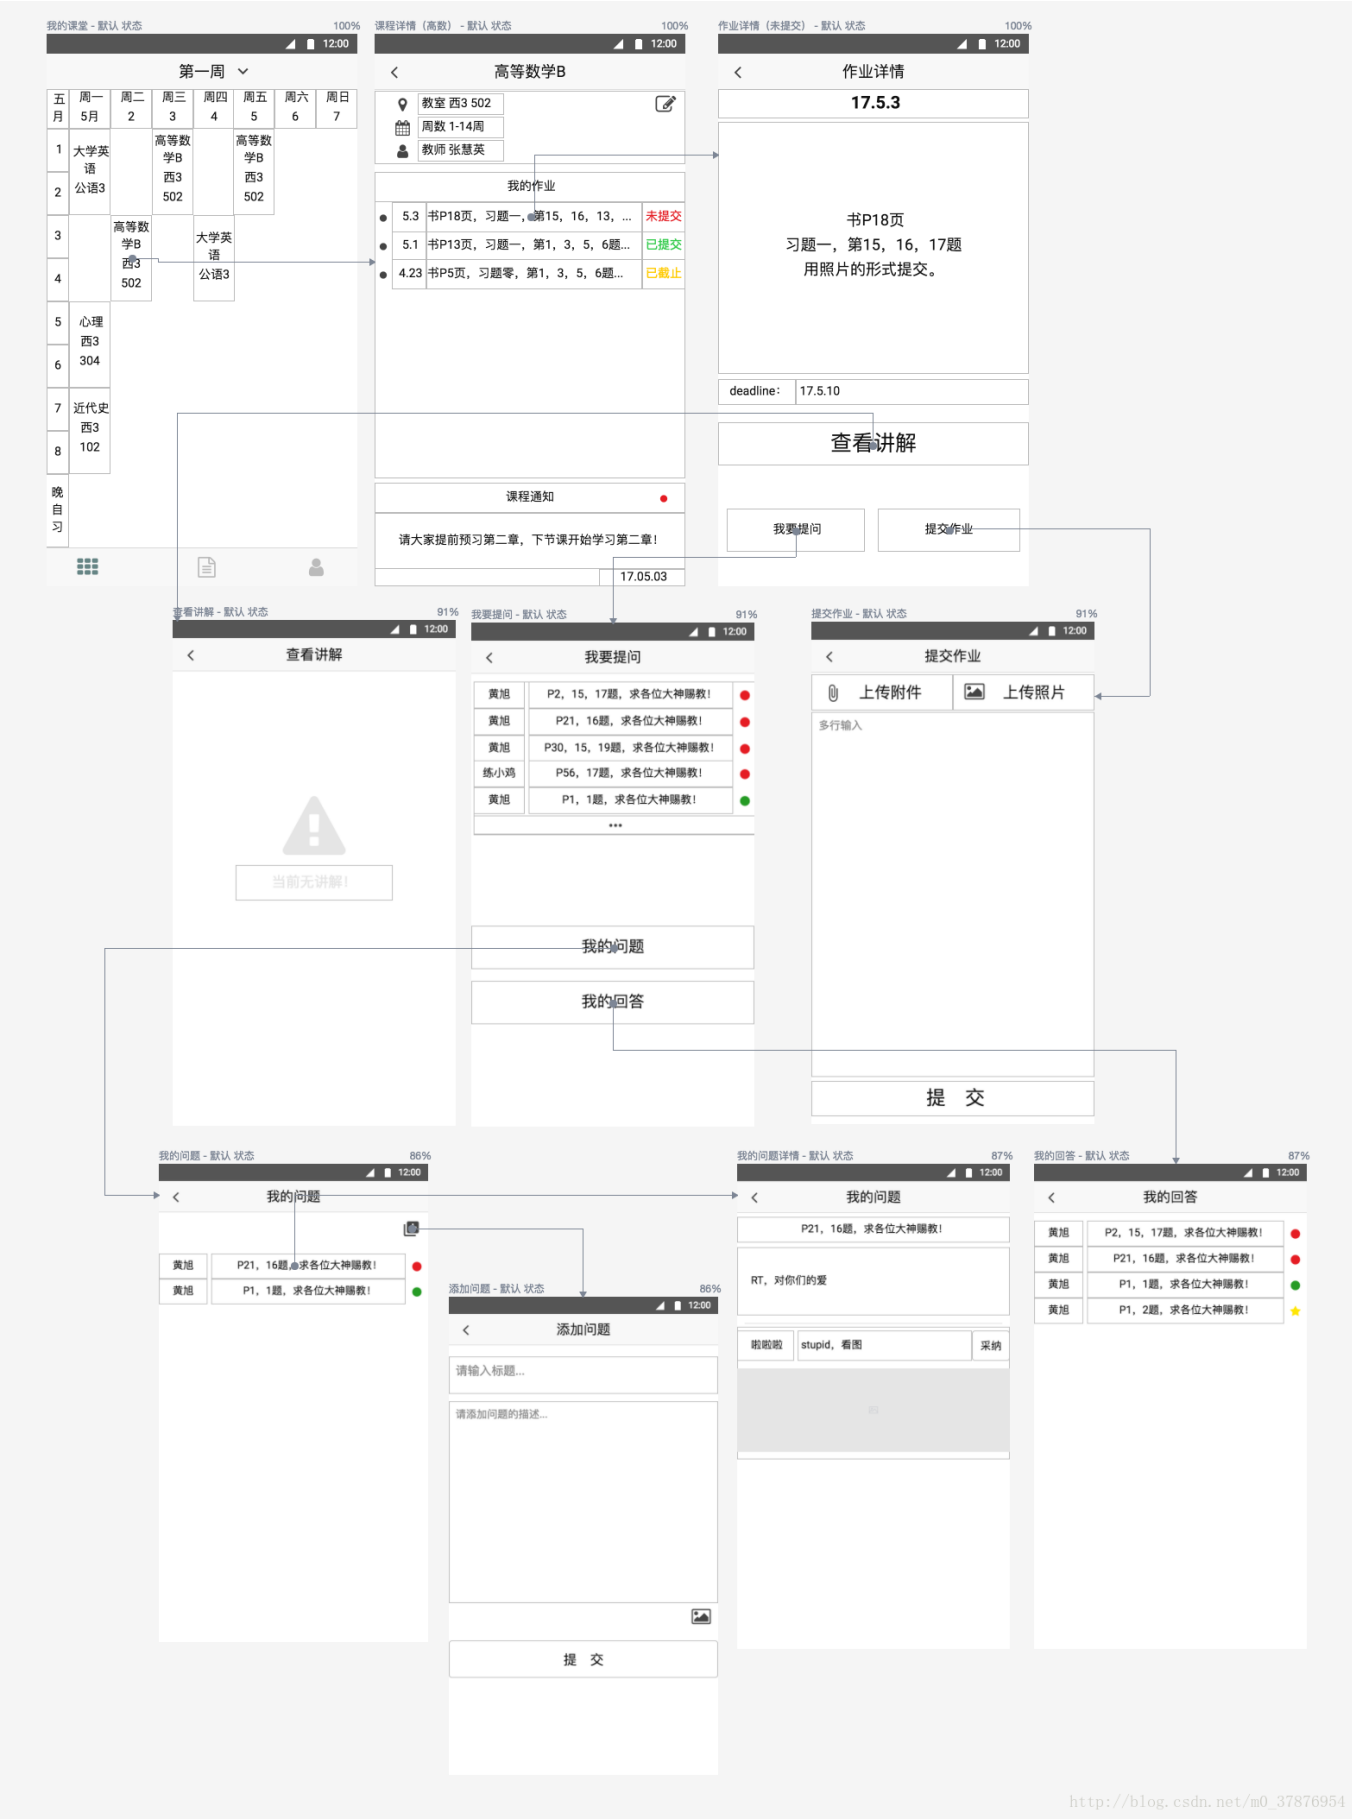 我的课堂 - 默认 状态
100%
12:00
第一周
五月
周一
5月
周二
2
周三
3
周四
4
周五
5
周六
6
周日
7
1
2
3
4
5
6
7
8
晚自习
大学英
语
公语3
高等数
学B
西3
502
高等数
学B
西3
502
高等数
学B
西3
502
大学英
语
公语3
心理
西3
304
近代史
西3
102
课程详情（高数） - 默认 状态
100%
12:00
高等数学B
教室 西3 502
周数 1-14周
教师 张慧英
我的作业
5.3 书P18页，习题一，第15，16，13，... 未提交
5.1 书P13页，习题一，第1，3，5，6题... 已提交
4.23 书P5页，习题零，第1，3，5，6题... 已截止
课程通知
请大家提前预习第二章，下节课开始学习第二章！
17.05.03
作业详情（未提交） - 默认 状态
100%
12:00
作业详情
17.5.3
书P18页
习题一，第15，16，17题
用照片的形式提交。
deadline： 17.5.10
查看讲解
我要提问
提交作业
查看讲解 - 默认 状态
91%
12:00
查看讲解
当前无讲解！
我要提问 - 默认 状态
91%
12:00
我要提问
黄旭 P2，15，17题，求各位大神赐教！
黄旭 P21，16题，求各位大神赐教！
黄旭 P30，15，19题，求各位大神赐教！
练小鸡 P56，17题，求各位大神赐教！
黄旭 P1，1题，求各位大神赐教！
•••
我的问题
我的回答
提交作业 - 默认 状态
91%
12:00
提交作业
上传附件
上传照片
多行输入
提 交
我的问题 - 默认 状态
86%
12:00
我的问题
黄旭 P21，16题，求各位大神赐教！
黄旭 P1，1题，求各位大神赐教！
添加问题 - 默认 状态
86%
12:00
添加问题
请输入标题...
请添加问题的描述...
提 交
我的问题详情 - 默认 状态
87%
12:00
我的问题
P21，16题，求各位大神赐教！
RT，对你们的爱
啦啦啦 stupid，看图 采纳
我的回答 - 默认 状态
87%
12:00
我的回答
黄旭 P2，15，17题，求各位大神赐教！
黄旭 P21，16题，求各位大神赐教！
黄旭 P1，1题，求各位大神赐教！
黄旭 P1，2题，求各位大神赐教！
http://blog.csdn.net/m0_37876954